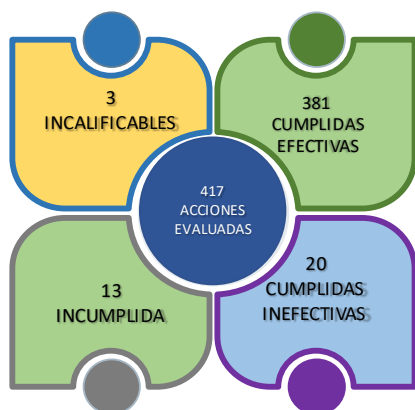 3
INCALIFICABLES
381
CUMPLIDAS
EFECTIVAS
417
ACCIONES
EVALUADAS
13
INCUMPLIDA
20
CUMPLIDAS
INEFECTIVAS